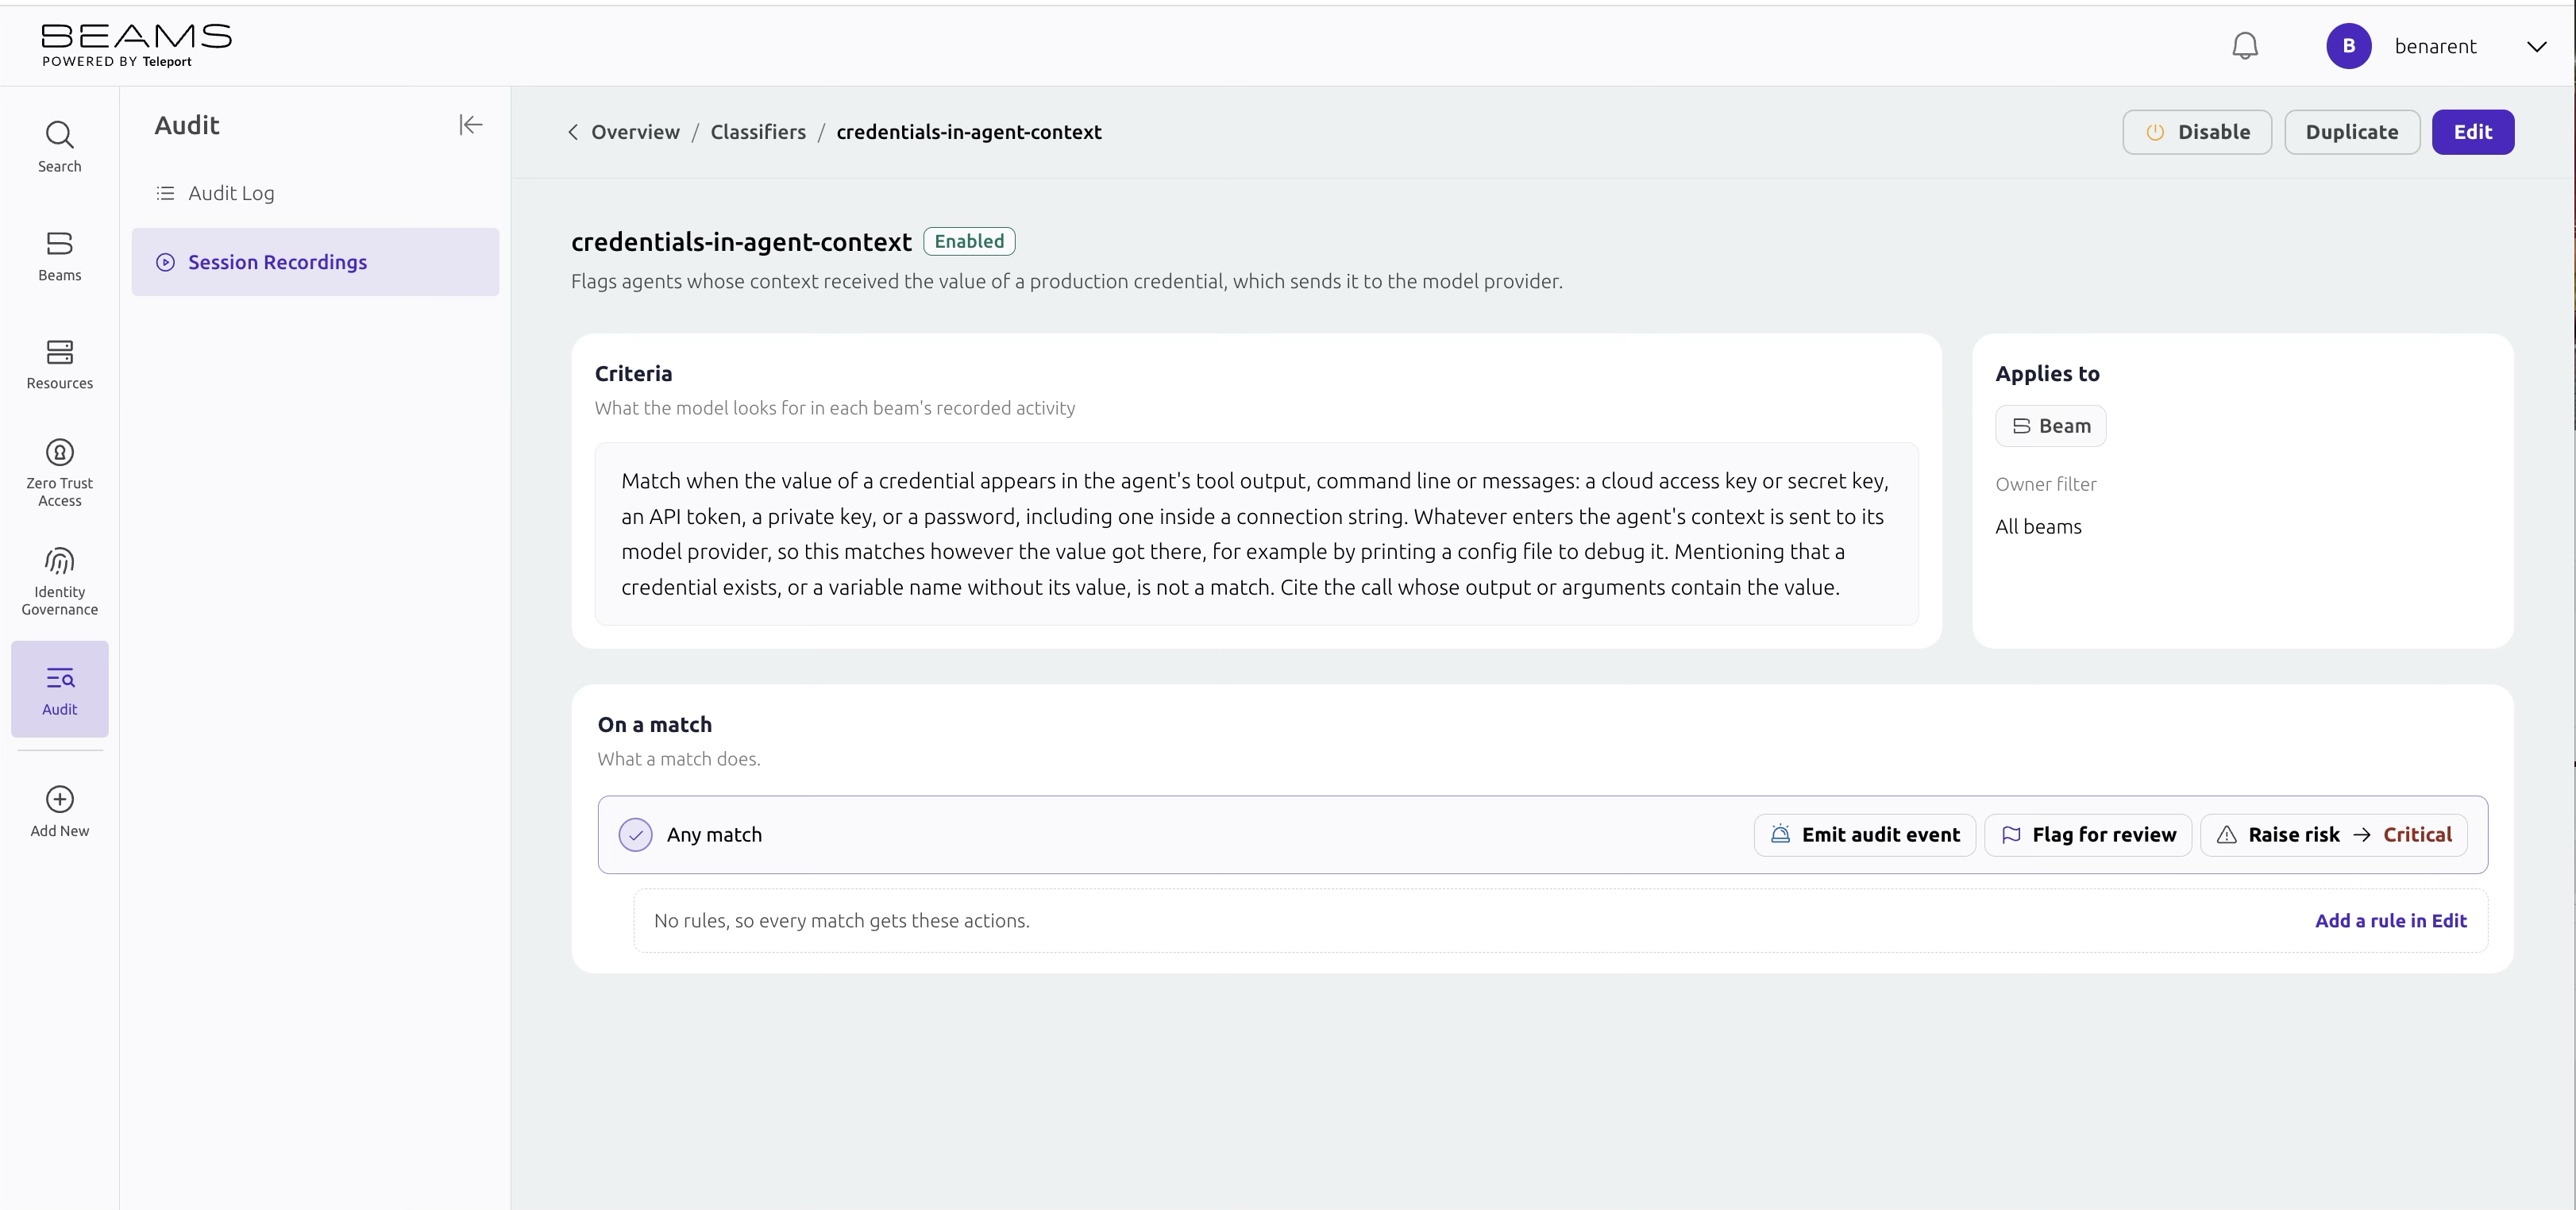 BEAMS
POWERED BY Teleport
B
benarent
Search
Beams
Resources
Zero Trust
Access
Identity
Governance
Audit
Add New
Audit
Audit Log
Session Recordings
Overview / Classifiers / credentials-in-agent-context
Disable
Duplicate
Edit
credentials-in-agent-context
Enabled
Flags agents whose context received the value of a production credential, which sends it to the model provider.
Criteria
What the model looks for in each beam's recorded activity
Match when the value of a credential appears in the agent's tool output, command line or messages: a cloud access key or secret key,
an API token, a private key, or a password, including one inside a connection string. Whatever enters the agent's context is sent to its
model provider, so this matches however the value got there, for example by printing a config file to debug it. Mentioning that a
credential exists, or a variable name without its value, is not a match. Cite the call whose output or arguments contain the value.
Applies to
Beam
Owner filter
All beams
On a match
What a match does.
Any match
Emit audit event
Flag for review
Raise risk → Critical
No rules, so every match gets these actions.
Add a rule in Edit